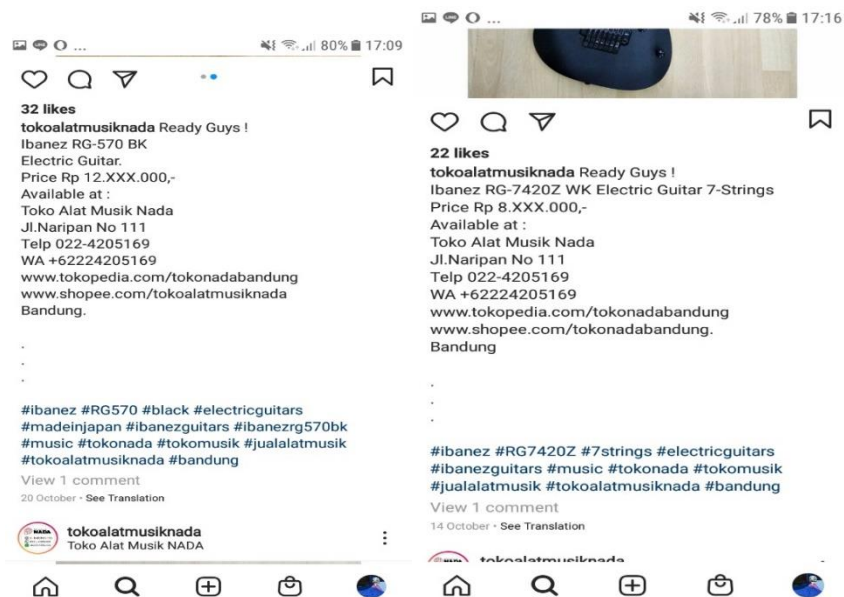 80% 17:09
32 likes
tokoalatmusiknada Ready Guys !
Ibanez RG-570 BK
Electric Guitar.
Price Rp 12.XXX.000,-
Available at :
Toko Alat Musik Nada
Jl.Naripan No 111
Telp 022-4205169
WA +62224205169
www.tokopedia.com/tokonadabandung
www.shopee.com/tokoalatmusiknada
Bandung.
.
.
.
#ibanez #RG570 #black #electricguitars
#madeinjapan #ibanezguitars #ibanezrg570bk
#music #tokonada #tokomusik #jualalatmusik
#tokoalatmusiknada #bandung
View 1 comment
20 October • See Translation
NADA
tokoalatmusiknada
Toko Alat Musik NADA
78% 17:16
22 likes
tokoalatmusiknada Ready Guys !
Ibanez RG-7420Z WK Electric Guitar 7-Strings
Price Rp 8.XXX.000,-
Available at :
Toko Alat Musik Nada
Jl.Naripan No 111
Telp 022-4205169
WA +62224205169
www.tokopedia.com/tokonadabandung
www.shopee.com/tokonadabandung.
Bandung
.
.
.
#ibanez #RG7420Z #7strings #electricguitars
#ibanezguitars #music #tokonada #tokomusik
#jualalatmusik #tokoalatmusiknada #bandung
View 1 comment
14 October • See Translation
tokoalatmusiknada